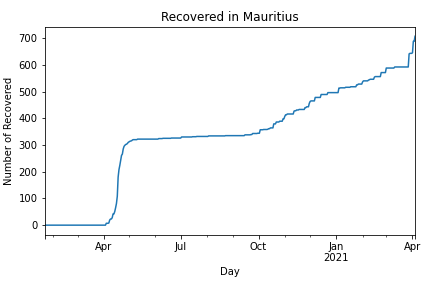 Recovered in Mauritius
Number of Recovered
700
600
500
400
300
200
100
0
Apr
Jul
Oct
Jan
2021
Apr
Day